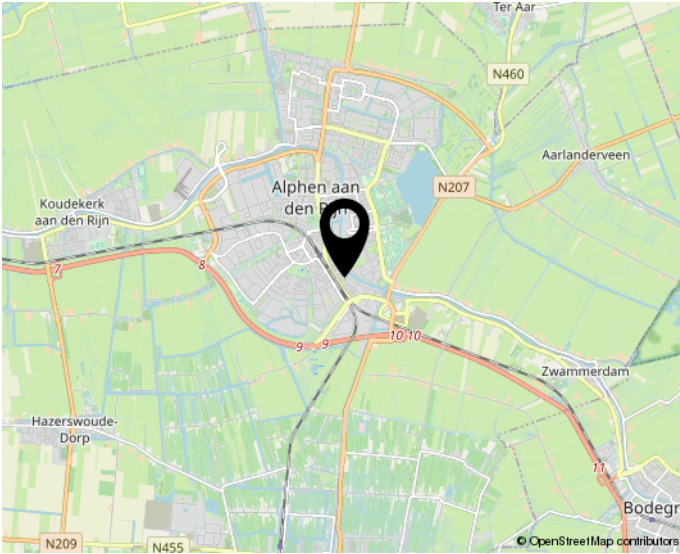 Ter Aar
N460
Aarlanderveen
Alphen aan
den Rijn
N207
Koudekerk
aan den Rijn
7
8
9
9
10
10
Zwammerdam
Hazerswoude-
Dorp
11
Bodegr
N209
N455
© OpenStreetMap contributors